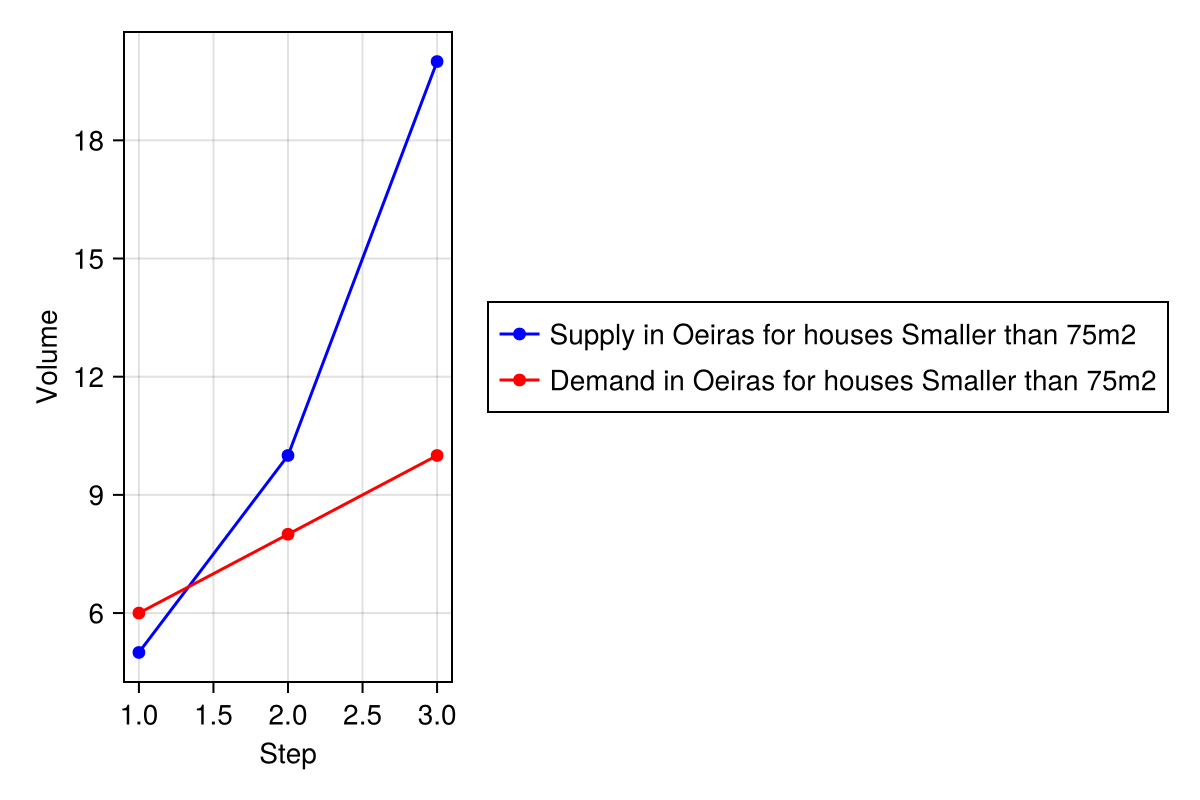 Volume
18
15
12
9
6
1.0 1.5 2.0 2.5 3.0
Step
Supply in Oeiras for houses Smaller than 75m2
Demand in Oeiras for houses Smaller than 75m2